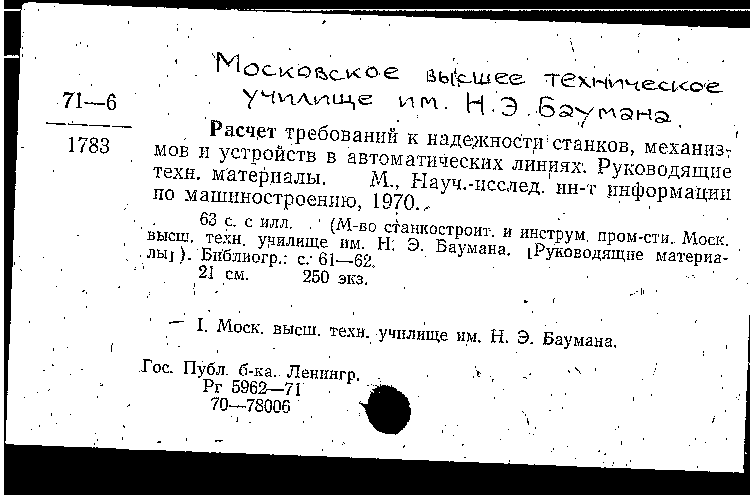 Московское высшее техническое
училище им. Н.Э.Баумана.
71—6
1783
Расчет требований к надежности станков, механиз-
мов и устройств в автоматических линиях. Руководящие
техн. материалы. М., Науч.-исслед. ин-т информации
по машиностроению, 1970.
63 с. с илл. (М-во станкостроит. и инструм. пром-сти. Моск.
высш. техн. училище им. Н. Э. Баумана. [Руководящие материа-
лы]). Библиогр.: с. 61—62.
21 см. 250 экз.
— I. Моск. высш. техн. училище им. Н. Э. Баумана.
Гос. Публ. б-ка. Ленингр.
Рг 5962—71
70—78006